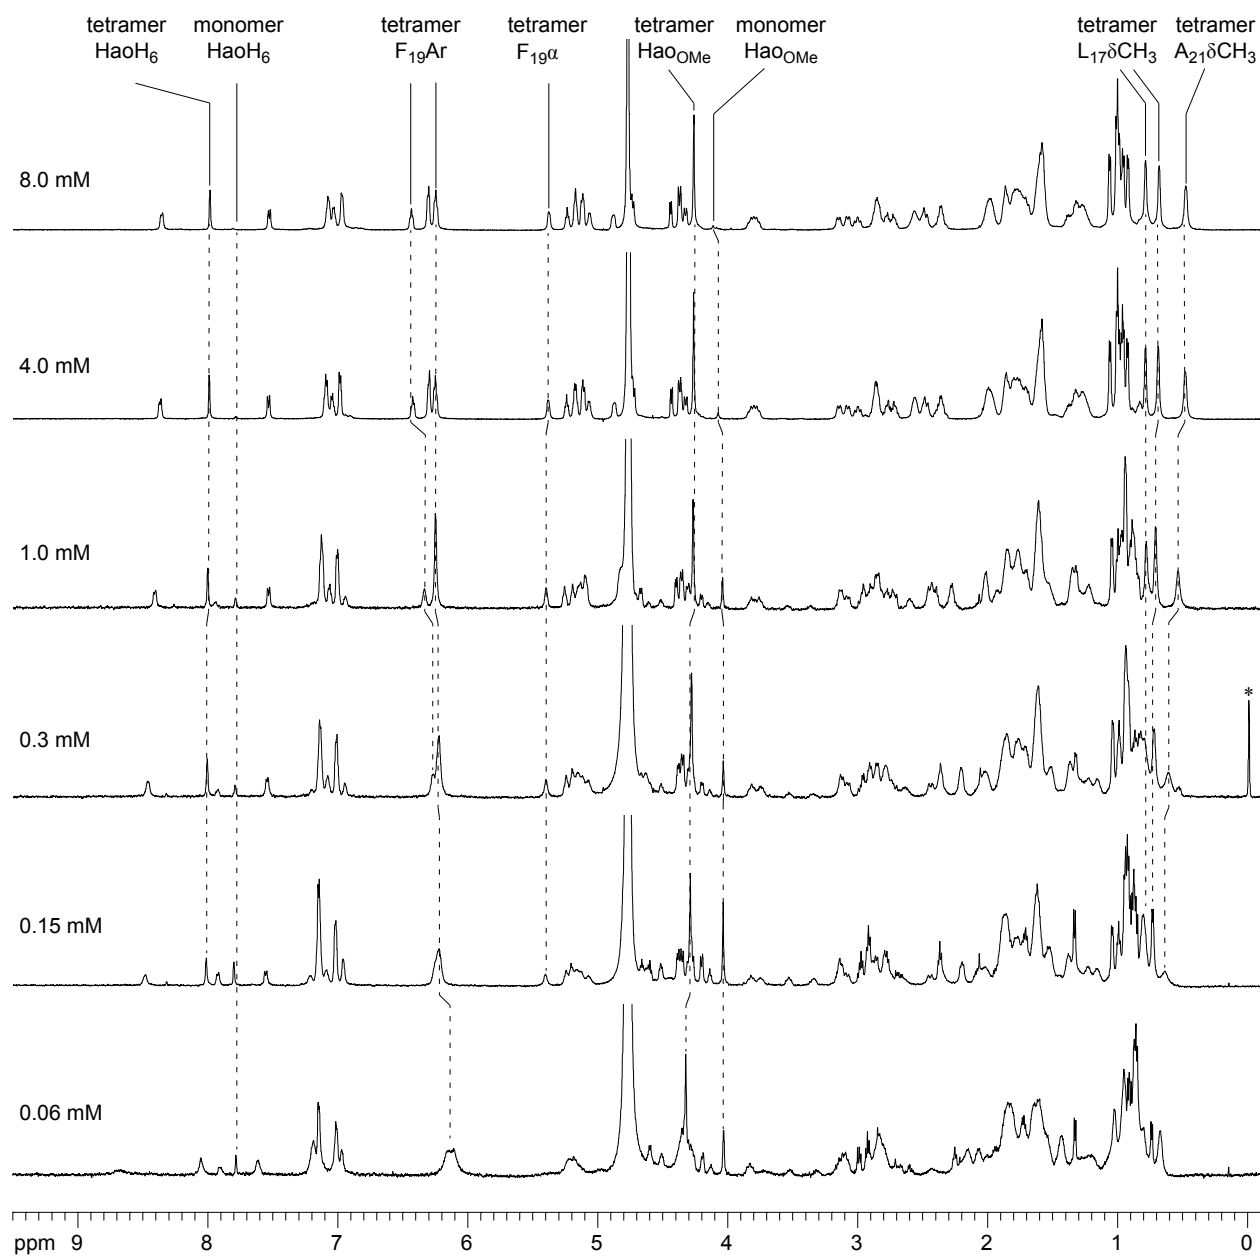 tetramer monomer tetramer tetramer tetramer monomer tetramer tetramer
HaoH₆ HaoH₆ F₁₉Ar F₁₉α Hao_OMe Hao_OMe L₁₇δCH₃ A₂₁δCH₃
8.0 mM
4.0 mM
1.0 mM
0.3 mM
*
0.15 mM
0.06 mM
ppm 9 8 7 6 5 4 3 2 1 0